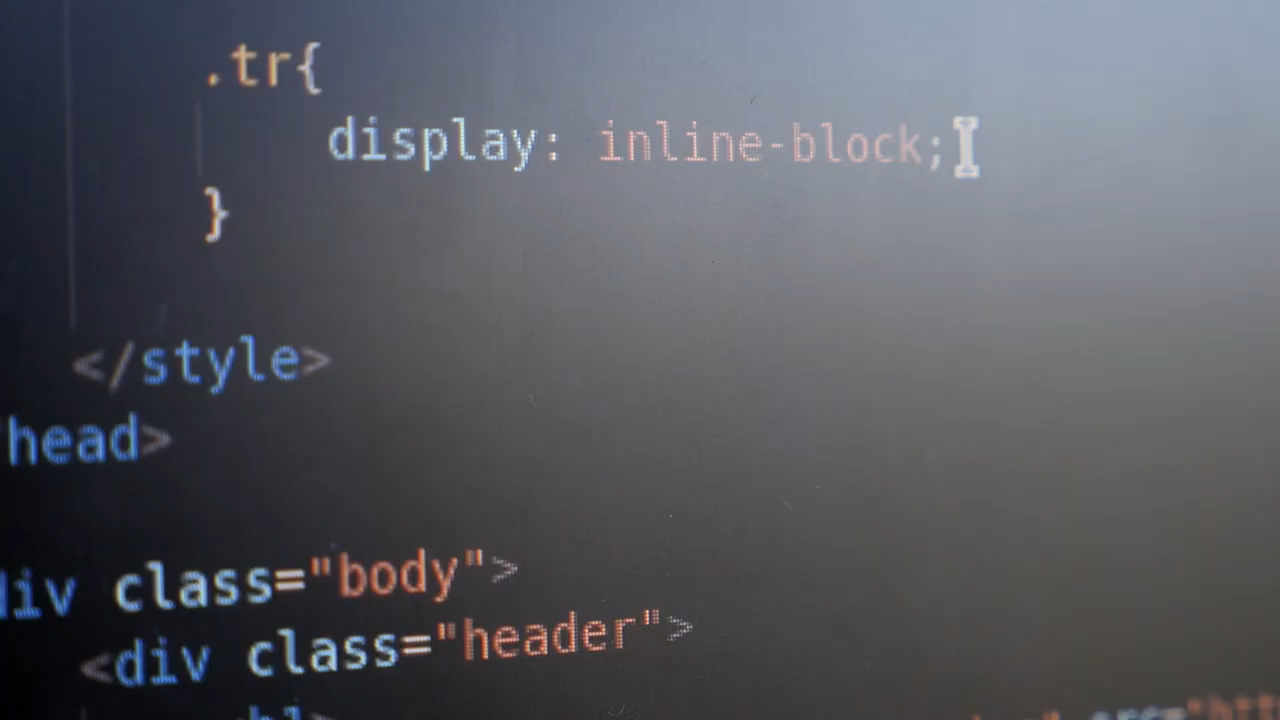 .tr{
display: inline-block;
}
</style>
head>
div class="body">
<div class="header">